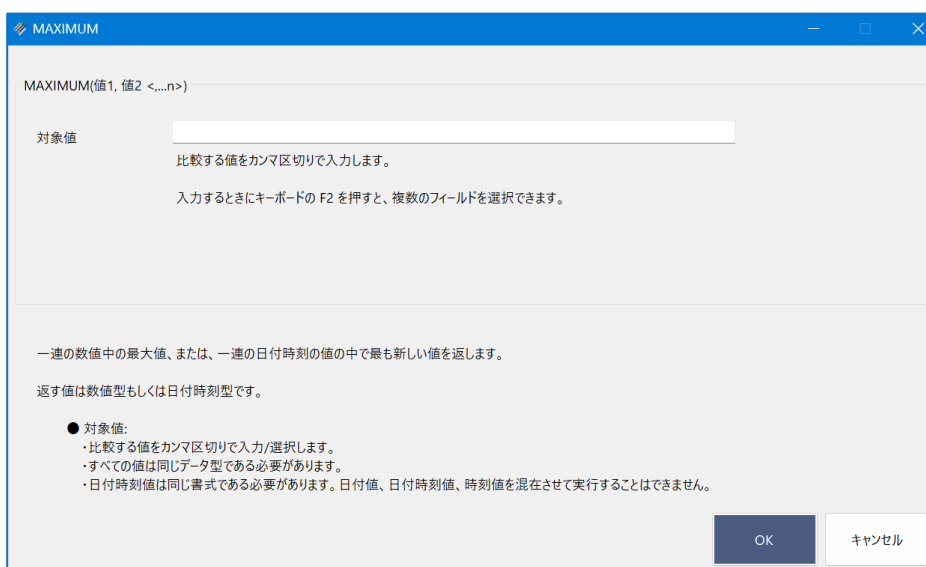 MAXIMUM
MAXIMUM(値1, 値2 <,...n>)
対象値
比較する値をカンマ区切りで入力します。
入力するときにキーボードの F2 を押すと、複数のフィールドを選択できます。
一連の数値中の最大値、または、一連の日付時刻の値の中で最も新しい値を返します。
返す値は数値型もしくは日付時刻型です。
● 対象値:
・比較する値をカンマ区切りで入力/選択します。
・すべての値は同じデータ型である必要があります。
・日付時刻値は同じ書式である必要があります。日付値、日付時刻値、時刻値を混在させて実行することはできません。
OK
キャンセル